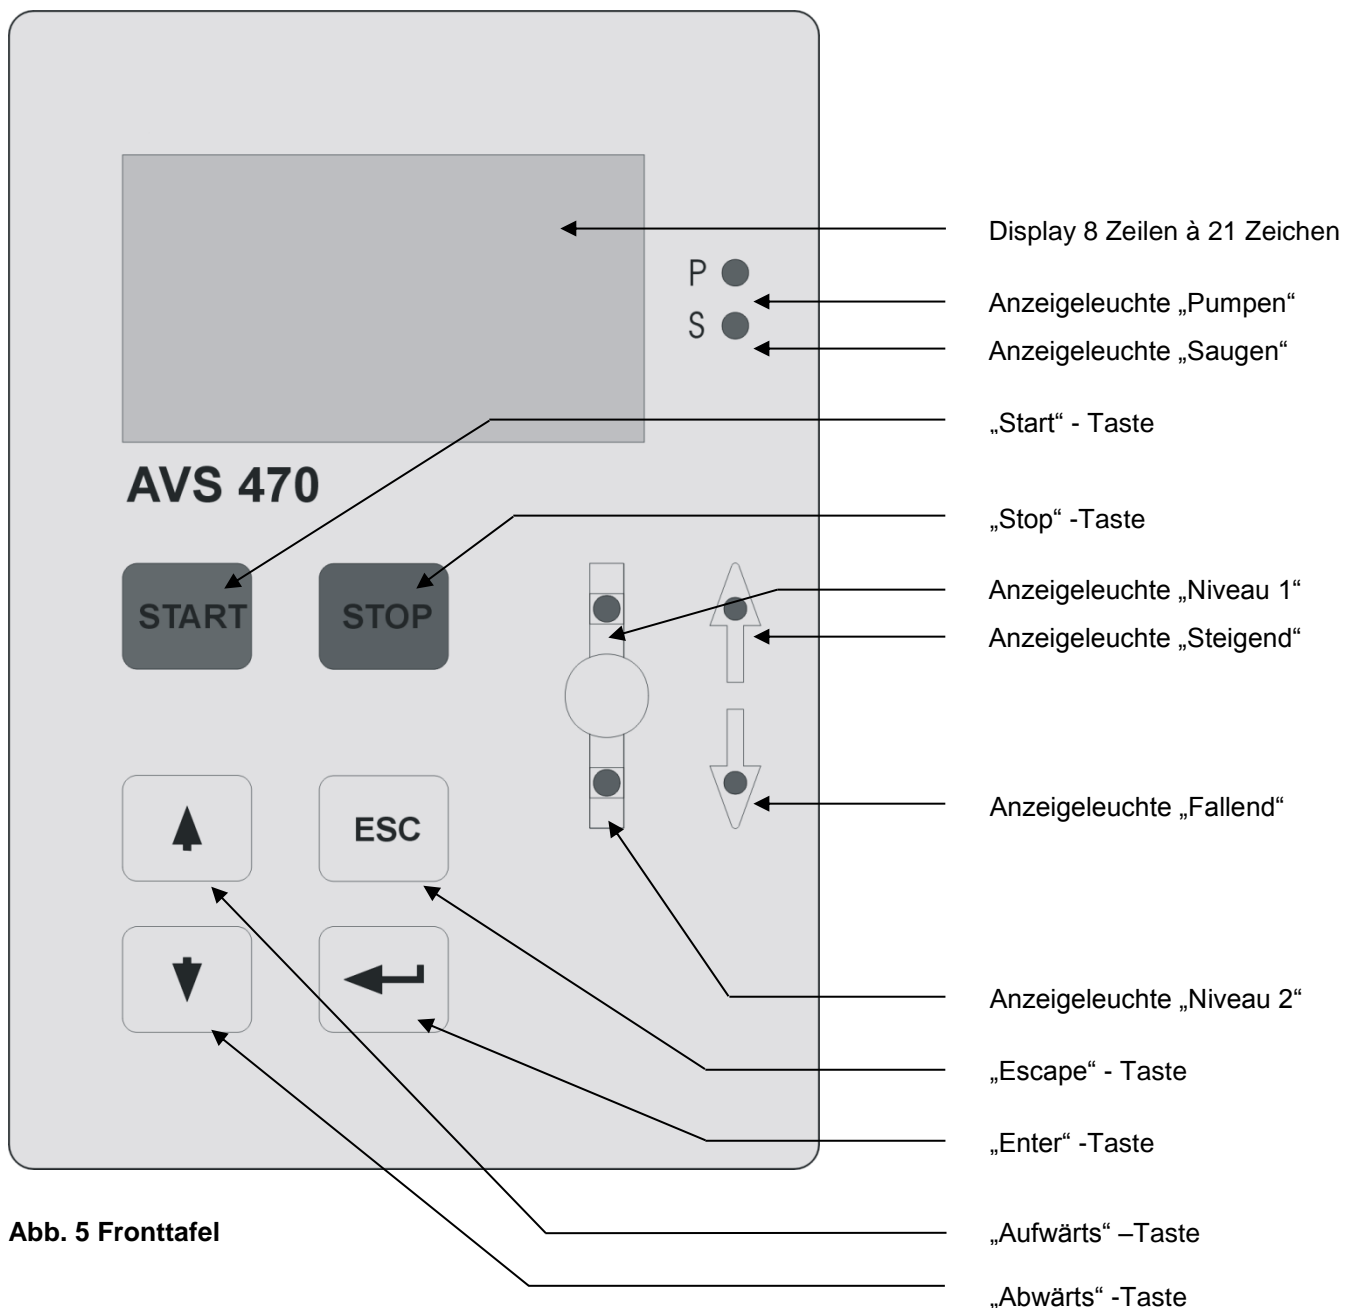 Display 8 Zeilen à 21 Zeichen
P
Anzeigeleuchte „Pumpen“
S
Anzeigeleuchte „Saugen“
„Start“ - Taste
AVS 470
„Stop“ -Taste
START
STOP
Anzeigeleuchte „Niveau 1“
Anzeigeleuchte „Steigend“
Anzeigeleuchte „Fallend“
ESC
Anzeigeleuchte „Niveau 2“
„Escape“ - Taste
„Enter“ -Taste
Abb. 5 Fronttafel
„Aufwärts“ –Taste
„Abwärts“ -Taste